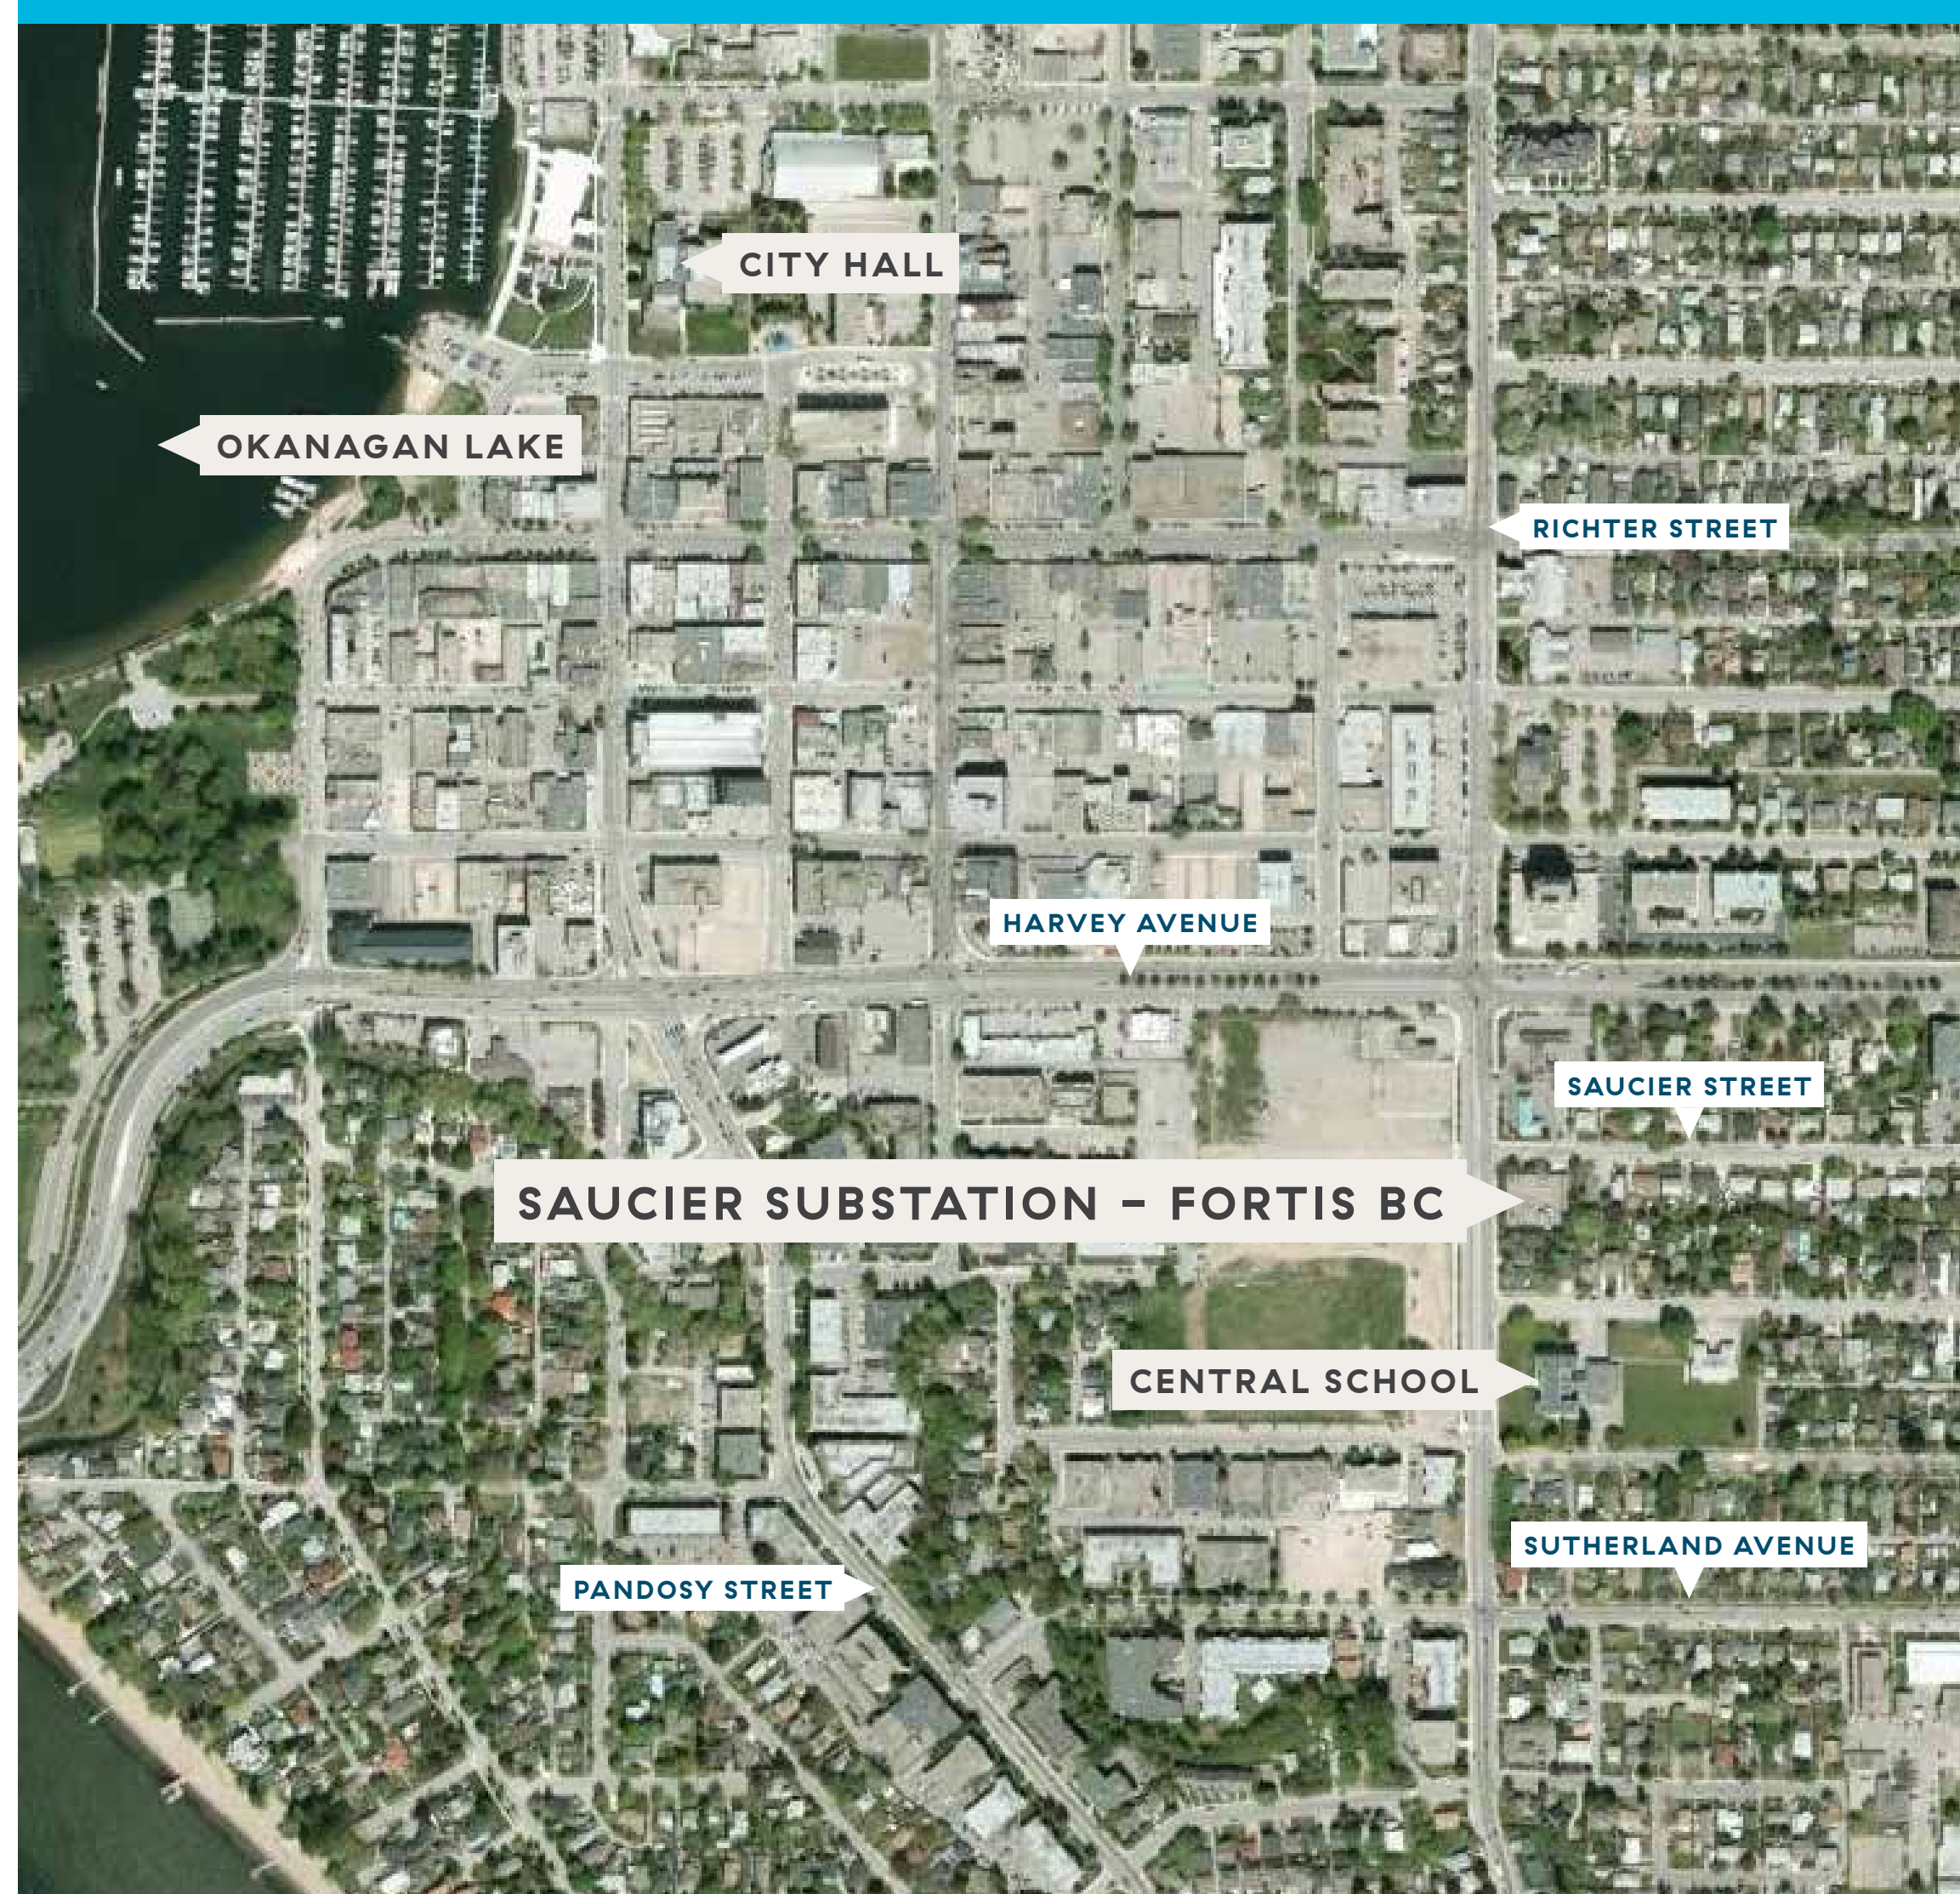 CITY HALL
OKANAGAN LAKE
RICHTER STREET
HARVEY AVENUE
SAUCIER STREET
SAUCIER SUBSTATION – FORTIS BC
CENTRAL SCHOOL
SUTHERLAND AVENUE
PANDOSY STREET